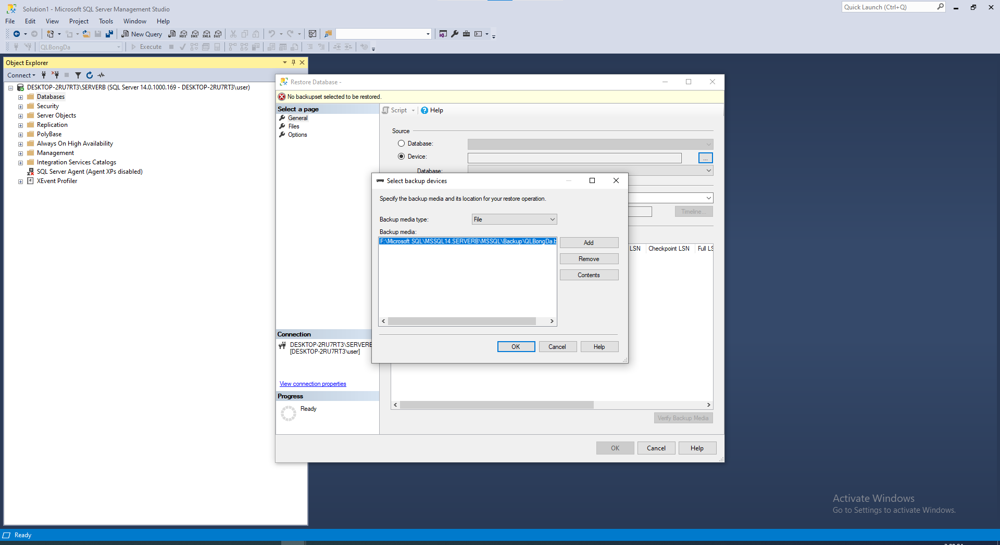 Solution1 - Microsoft SQL Server Management Studio
Quick Launch (Ctrl+Q)
File Edit View Project Tools Window Help
New Query MDX DMX XMLA DAX
QLBongDa
Execute
Object Explorer
Connect
DESKTOP-2RU7RT3\SERVERB (SQL Server 14.0.1000.169 - DESKTOP-2RU7RT3\user)
Databases
Security
Server Objects
Replication
PolyBase
Always On High Availability
Management
Integration Services Catalogs
SQL Server Agent (Agent XPs disabled)
XEvent Profiler
Restore Database -
No backupset selected to be restored.
Select a page
General
Files
Options
Script Help
Source
Database:
Device:
...
Database:
Timeline...
LSN Checkpoint LSN Full LS
Select backup devices
Specify the backup media and its location for your restore operation.
Backup media type: File
Backup media:
F:\Microsoft SQL\MSSQL14.SERVERB\MSSQL\Backup\QLBongDa.b
Add
Remove
Contents
OK Cancel Help
Connection
DESKTOP-2RU7RT3\SERVERB
[DESKTOP-2RU7RT3\user]
View connection properties
Progress
Ready
Verify Backup Media
OK Cancel Help
Activate Windows
Go to Settings to activate Windows.
Ready